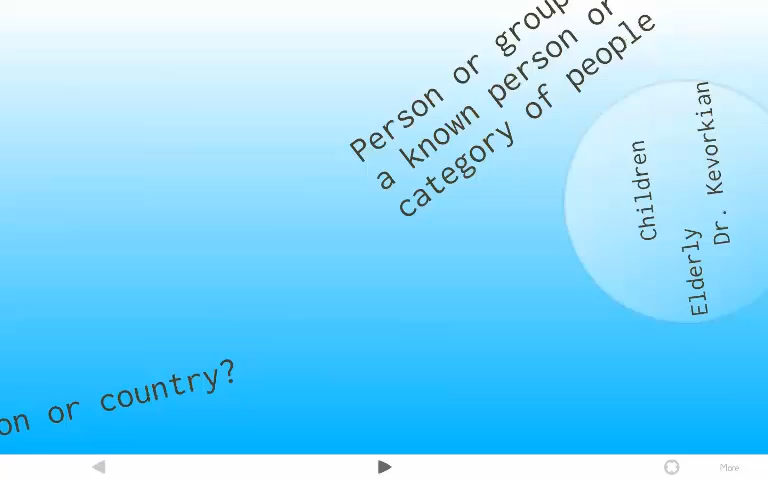 Person or group
a known person or
category of people
Children
Elderly
Dr. Kevorkian
on or country?
More